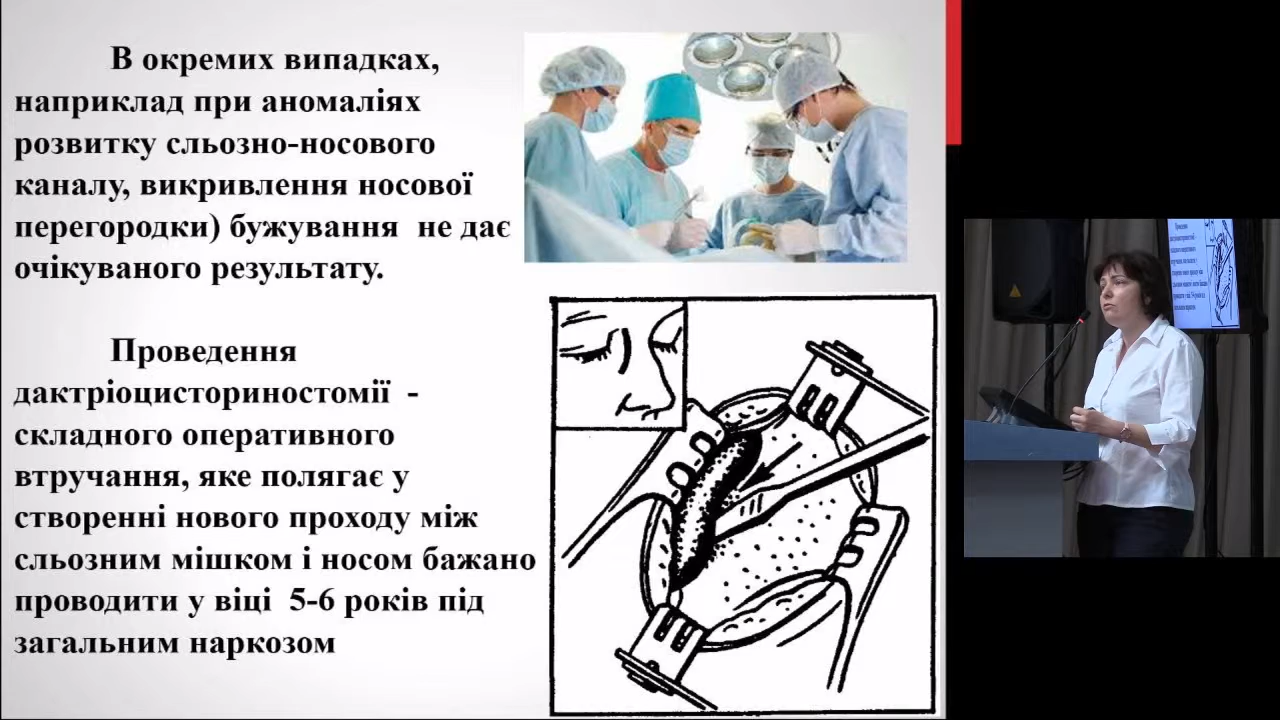 В окремих випадках,
наприклад при аномаліях
розвитку сльозно-носового
каналу, викривлення носової
перегородки) бужування не дає
очікуваного результату.
Проведення
дактріоцисториностомії -
складного оперативного
втручання, яке полягає у
створенні нового проходу між
сльозним мішком і носом бажано
проводити у віці 5-6 років під
загальним наркозом